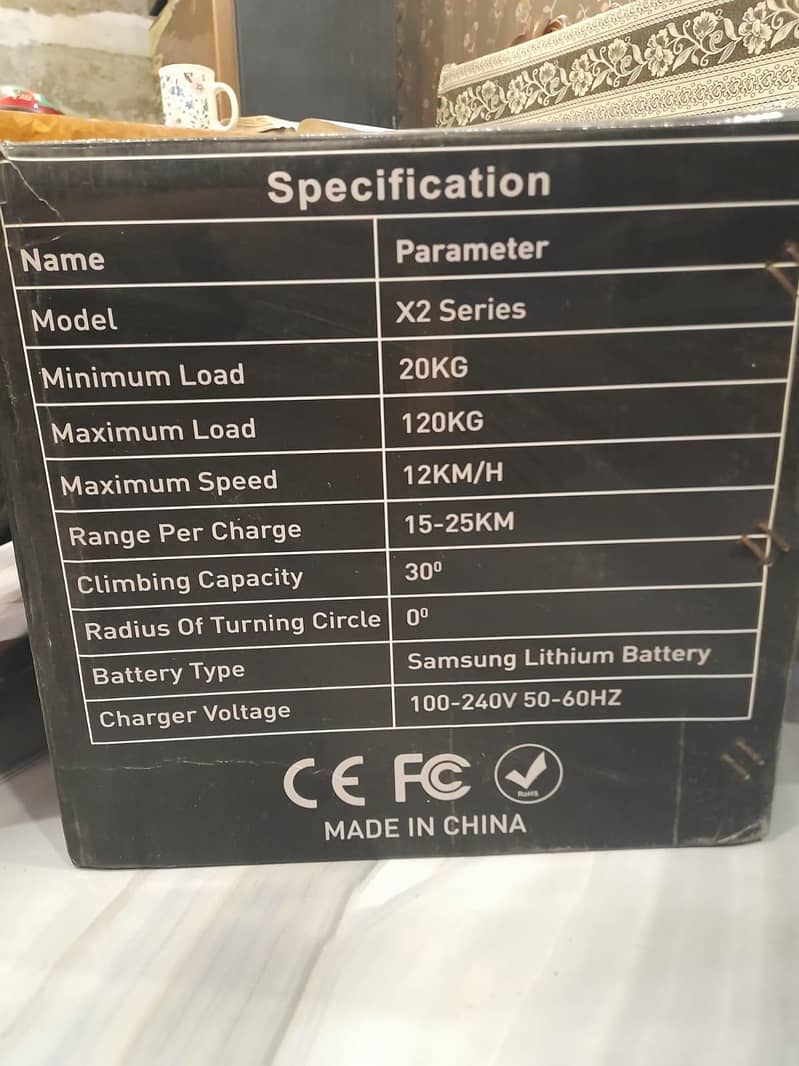 Specification
Name Parameter
Model X2 Series
Minimum Load 20KG
Maximum Load 120KG
Maximum Speed 12KM/H
Range Per Charge 15-25KM
Climbing Capacity 30⁰
Radius Of Turning Circle 0⁰
Battery Type Samsung Lithium Battery
Charger Voltage 100-240V 50-60HZ
CE FC RoHS
MADE IN CHINA